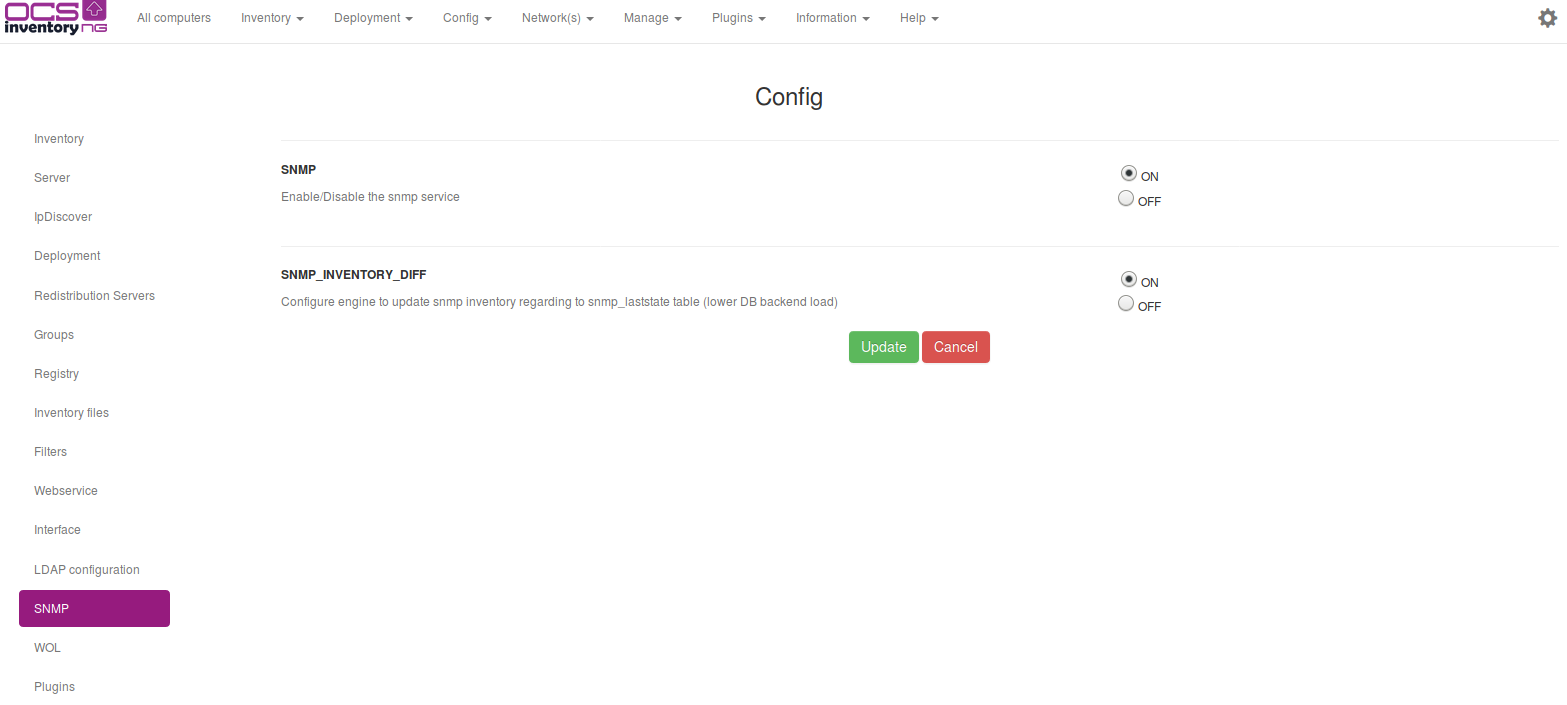 OCS inventory NG
All computers Inventory Deployment Config Network(s) Manage Plugins Information Help
Config
Inventory
Server
IpDiscover
Deployment
Redistribution Servers
Groups
Registry
Inventory files
Filters
Webservice
Interface
LDAP configuration
SNMP
WOL
Plugins
SNMP
Enable/Disable the snmp service
ON
OFF
SNMP_INVENTORY_DIFF
Configure engine to update snmp inventory regarding to snmp_laststate table (lower DB backend load)
ON
OFF
Update Cancel